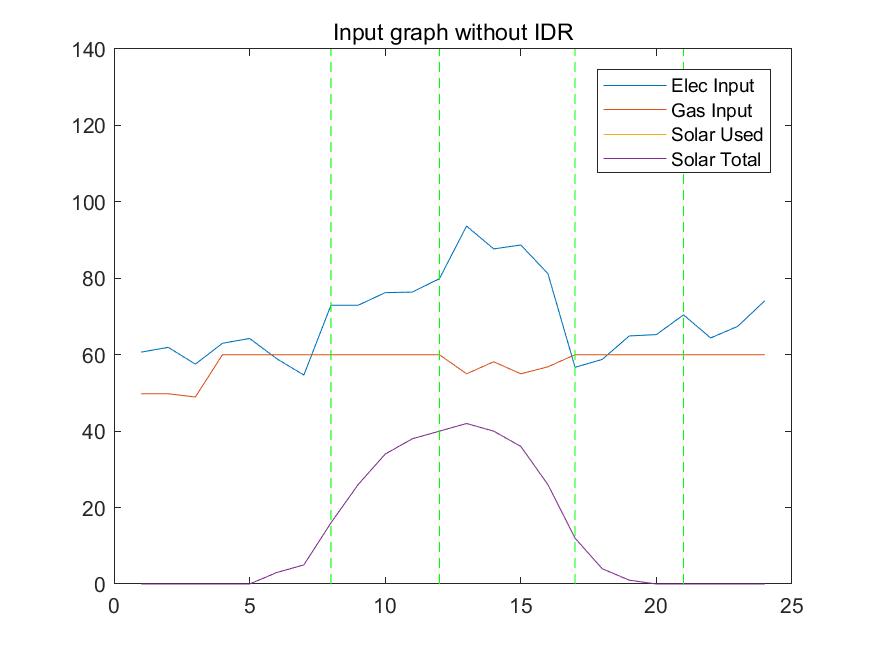 Input graph without IDR
140
120
100
80
60
40
20
0
Elec Input
Gas Input
Solar Used
Solar Total
0 5 10 15 20 25